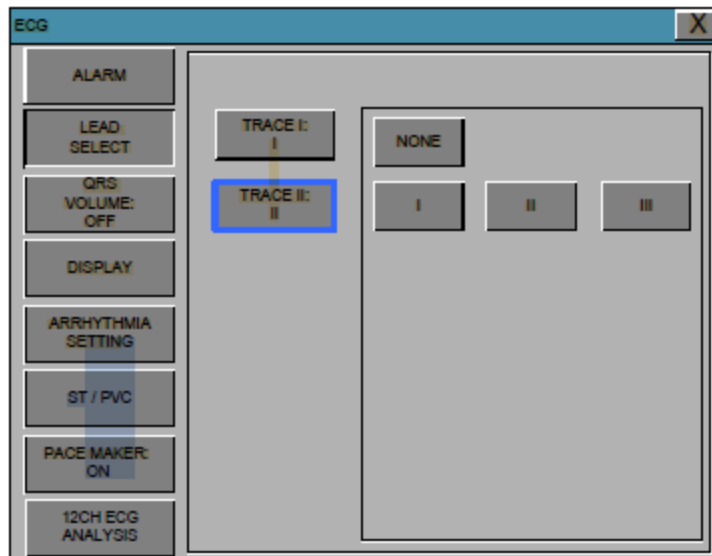 ECG
X
ALARM
LEAD
SELECT
QRS
VOLUME:
OFF
DISPLAY
ARRHYTHMIA
SETTING
ST / PVC
PACE MAKER:
ON
12CH ECG
ANALYSIS
TRACE I:
I
TRACE II:
II
NONE
I
II
III